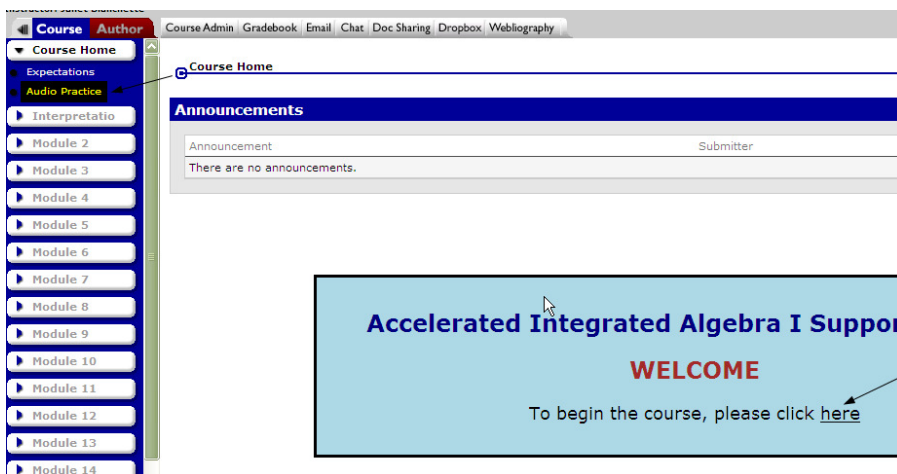 Course Author Course Admin Gradebook Email Chat Doc Sharing Dropbox Webliography
Course Home
Expectations
Audio Practice
Interpretatio
Module 2
Module 3
Module 4
Module 5
Module 6
Module 7
Module 8
Module 9
Module 10
Module 11
Module 12
Module 13
Module 14
Course Home
Announcements
Announcement Submitter
There are no announcements.
Accelerated Integrated Algebra I Suppor
WELCOME
To begin the course, please click here